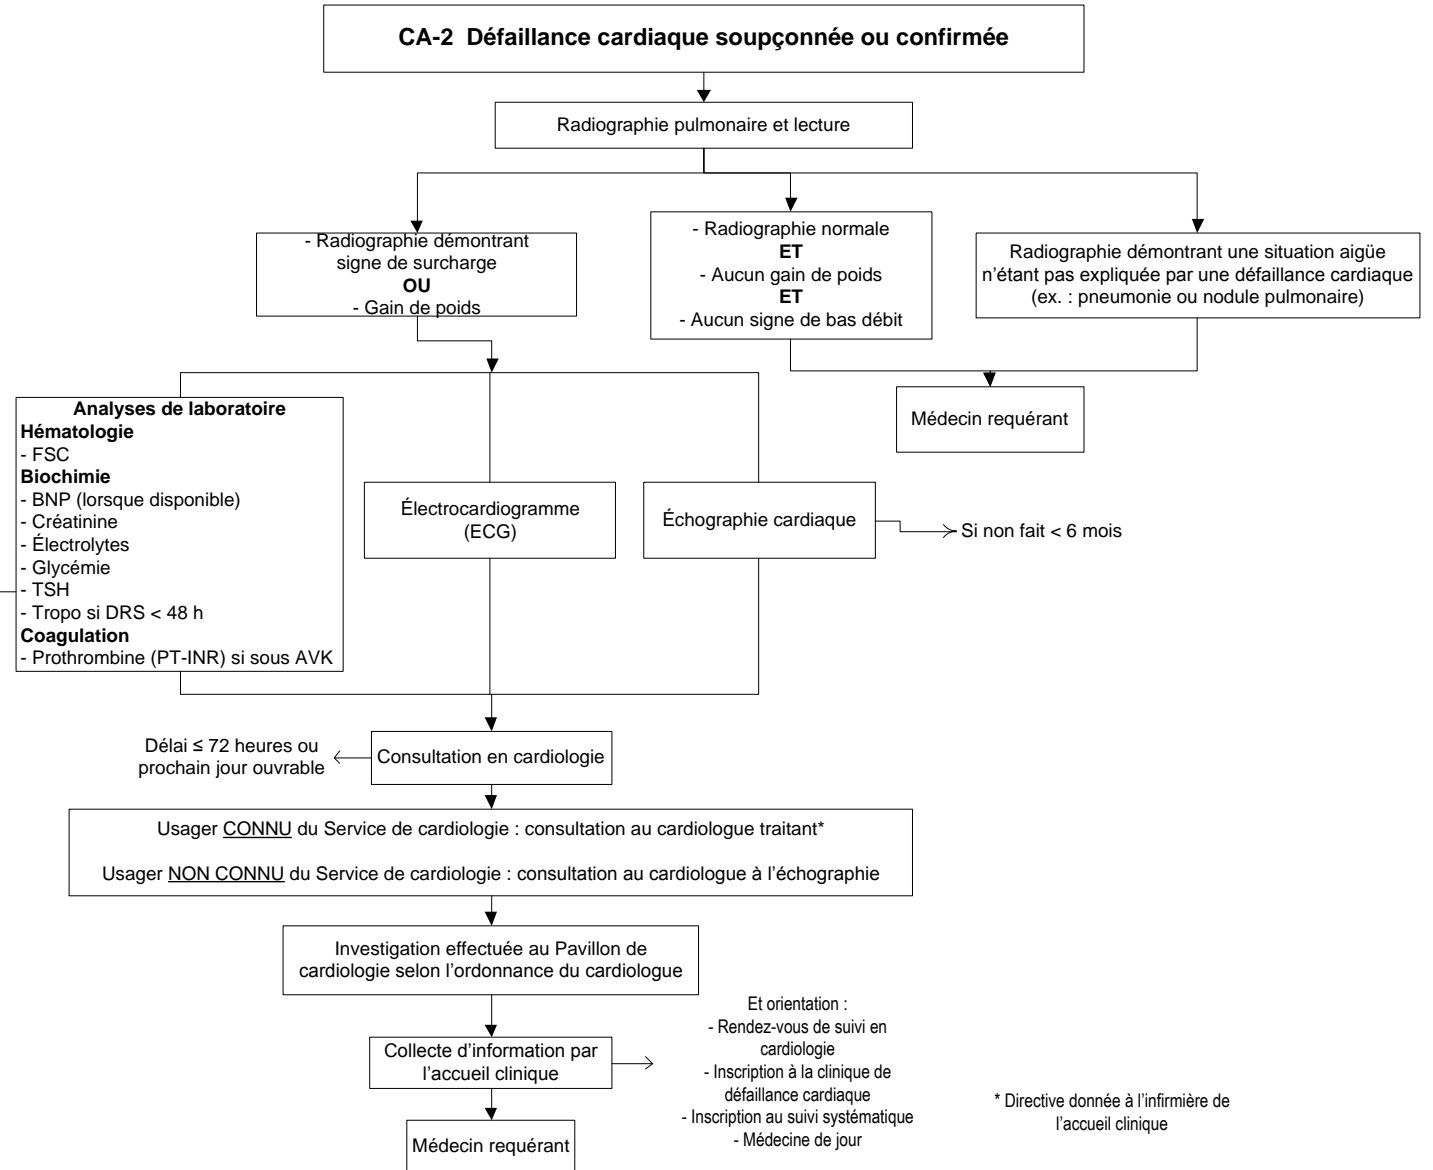 CA-2 Défaillance cardiaque soupçonnée ou confirmée
Radiographie pulmonaire et lecture
- Radiographie démontrant
signe de surcharge
OU
- Gain de poids
- Radiographie normale
ET
- Aucun gain de poids
ET
- Aucun signe de bas débit
Radiographie démontrant une situation aigüe
n'étant pas expliquée par une défaillance cardiaque
(ex. : pneumonie ou nodule pulmonaire)
Médecin requérant
Analyses de laboratoire
Hématologie
- FSC
Biochimie
- BNP (lorsque disponible)
- Créatinine
- Électrolytes
- Glycémie
- TSH
- Tropo si DRS < 48 h
Coagulation
- Prothrombine (PT-INR) si sous AVK
Électrocardiogramme
(ECG)
Échographie cardiaque
Si non fait < 6 mois
Délai ≤ 72 heures ou
prochain jour ouvrable
Consultation en cardiologie
Usager CONNU du Service de cardiologie : consultation au cardiologue traitant*
Usager NON CONNU du Service de cardiologie : consultation au cardiologue à l'échographie
Investigation effectuée au Pavillon de
cardiologie selon l'ordonnance du cardiologue
Collecte d'information par
l'accueil clinique
Et orientation :
- Rendez-vous de suivi en
cardiologie
- Inscription à la clinique de
défaillance cardiaque
- Inscription au suivi systématique
- Médecine de jour
* Directive donnée à l'infirmière de
l'accueil clinique
Médecin requérant